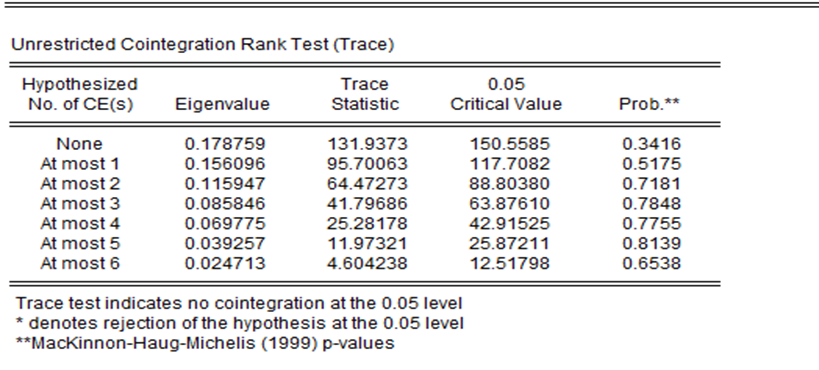 Unrestricted Cointegration Rank Test (Trace)
Hypothesized Trace 0.05
No. of CE(s) Eigenvalue Statistic Critical Value Prob.**
None 0.178759 131.9373 150.5585 0.3416
At most 1 0.156096 95.70063 117.7082 0.5175
At most 2 0.115947 64.47273 88.80380 0.7181
At most 3 0.085846 41.79686 63.87610 0.7848
At most 4 0.069775 25.28178 42.91525 0.7755
At most 5 0.039257 11.97321 25.87211 0.8139
At most 6 0.024713 4.604238 12.51798 0.6538
Trace test indicates no cointegration at the 0.05 level
* denotes rejection of the hypothesis at the 0.05 level
**MacKinnon-Haug-Michelis (1999) p-values